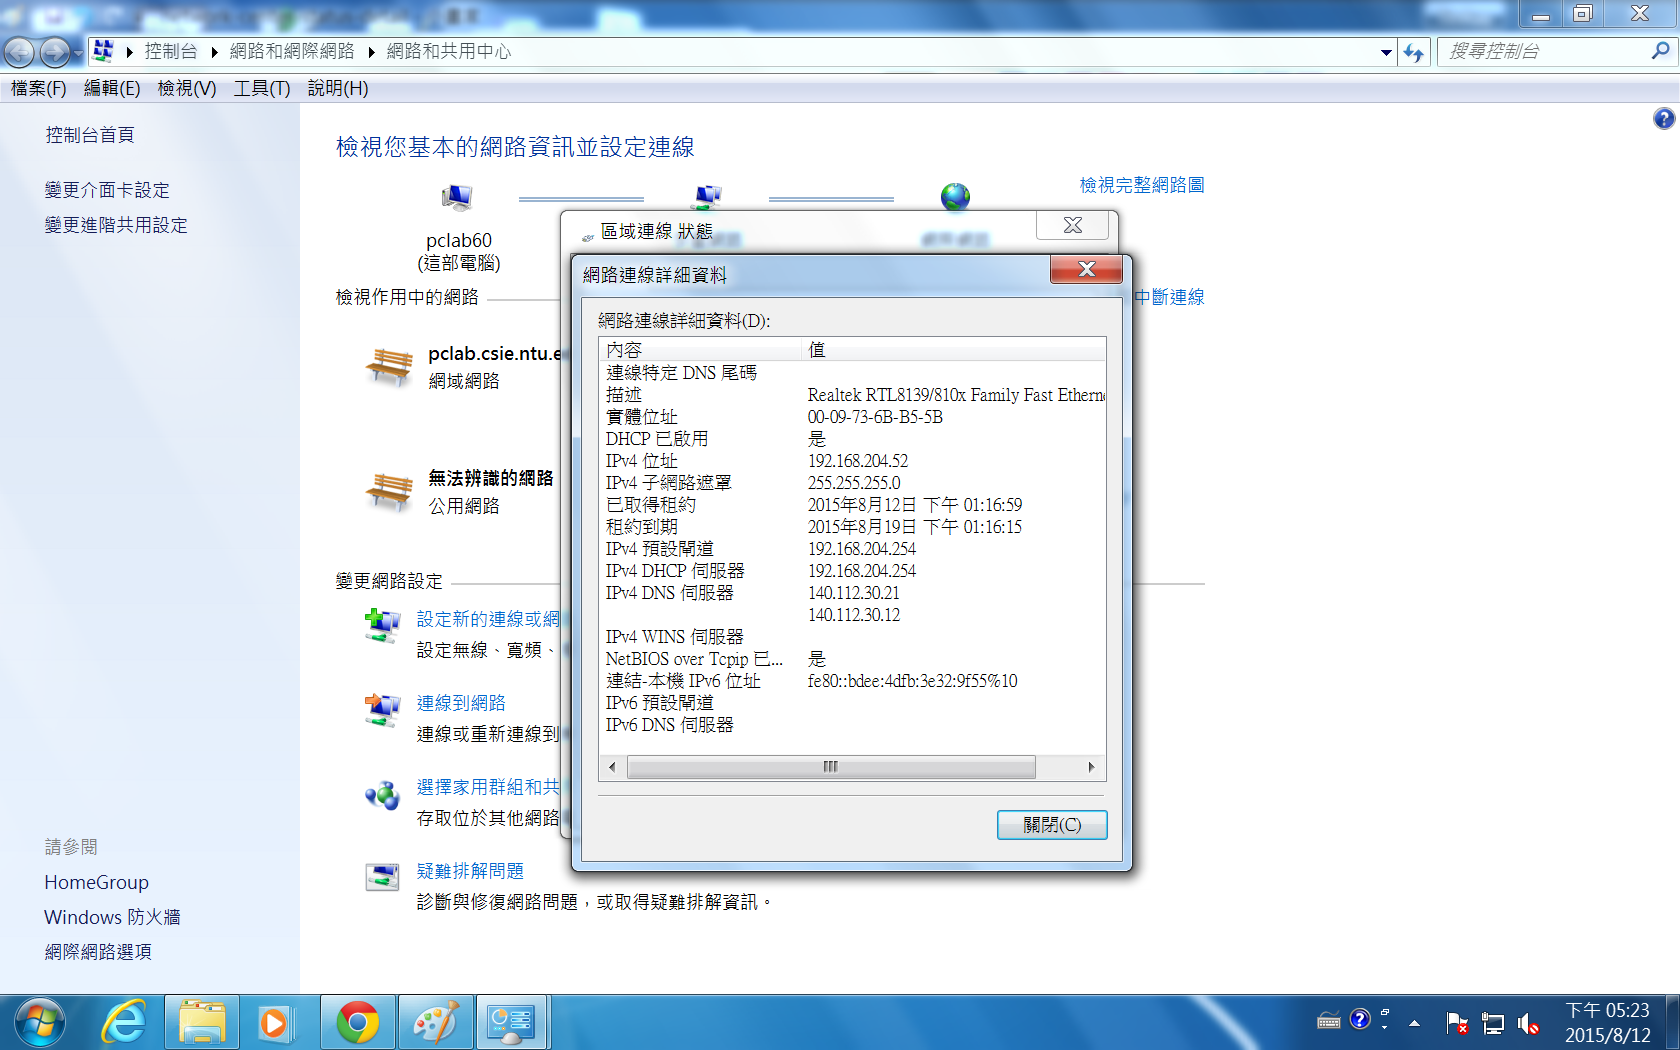 控制台 網路和網際網路 網路和共用中心
搜尋控制台
檔案(F) 編輯(E) 檢視(V) 工具(T) 說明(H)
控制台首頁
變更介面卡設定
變更進階共用設定
請參閱
HomeGroup
Windows 防火牆
網際網路選項
檢視您基本的網路資訊並設定連線
檢視完整網路圖
pclab60
(這部電腦)
檢視作用中的網路
中斷連線
pclab.csie.ntu.e
網域網路
無法辨識的網路
公用網路
變更網路設定
設定新的連線或網
設定無線、寬頻、
連線到網路
連線或重新連線到
選擇家用群組和共
存取位於其他網路
疑難排解問題
診斷與修復網路問題，或取得疑難排解資訊。
區域連線 狀態
網路連線詳細資料
網路連線詳細資料(D):
內容 值
連線特定 DNS 尾碼
描述 Realtek RTL8139/810x Family Fast Etherne
實體位址 00-09-73-6B-B5-5B
DHCP 已啟用 是
IPv4 位址 192.168.204.52
IPv4 子網路遮罩 255.255.255.0
已取得租約 2015年8月12日 下午 01:16:59
租約到期 2015年8月19日 下午 01:16:15
IPv4 預設閘道 192.168.204.254
IPv4 DHCP 伺服器 192.168.204.254
IPv4 DNS 伺服器 140.112.30.21
140.112.30.12
IPv4 WINS 伺服器
NetBIOS over Tcpip 已... 是
連結-本機 IPv6 位址 fe80::bdee:4dfb:3e32:9f55%10
IPv6 預設閘道
IPv6 DNS 伺服器
關閉(C)
下午 05:23
2015/8/12